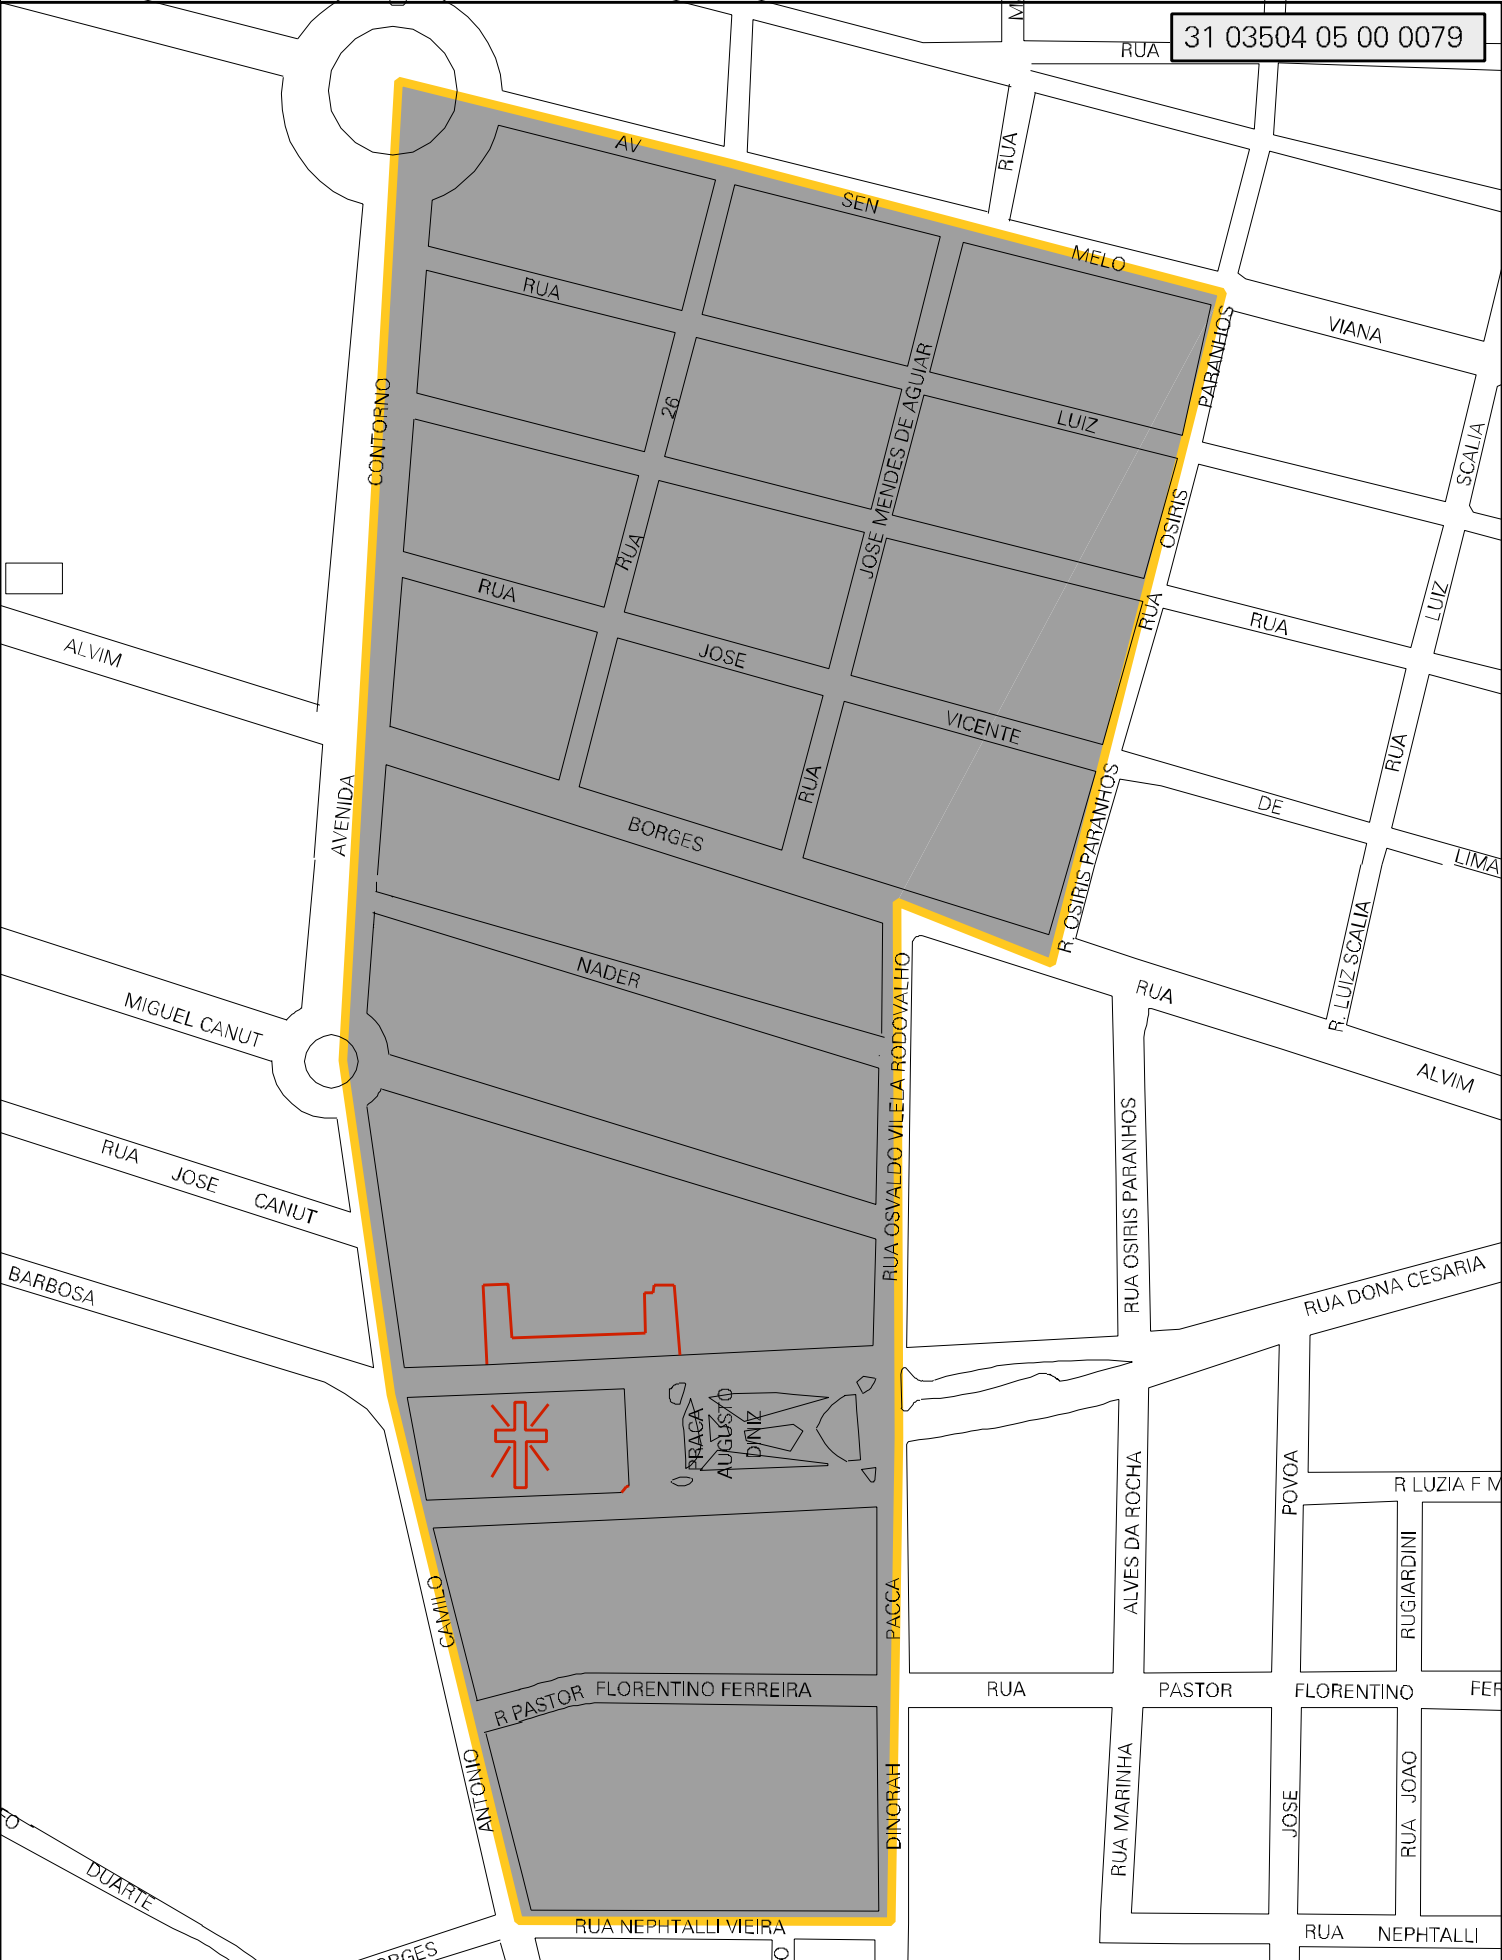 31 03504 05 00 0079
RUA
AV
RUA
SEN
MELO
RUA
VIANA
PARANHOS
CONTORNO
26
JOSE MENDES DE AGUIAR
LUIZ
SCALIA
OSIRIS
RUA
RUA
JOSE
RUA
RUA
LUIZ
ALVIM
VICENTE
RUA
RUA
AVENIDA
BORGES
R. OSIRIS PARANHOS
DE
LIMA
NADER
RUA OSVALDO VILELA RODOVALHO
RUA
R. LUIZ SCALIA
MIGUEL CANUT
ALVIM
RUA JOSE CANUT
RUA OSIRIS PARANHOS
BARBOSA
RUA DONA CESARIA
PRACA
AUGUSTO
DINIZ
ALVES DA ROCHA
POVOA
R LUZIA F M
RUGIARDINI
CAMILO
PACCA
R PASTOR FLORENTINO FERREIRA
RUA PASTOR FLORENTINO FER
ANTONIO
DINORAH
RUA MARINHA
JOSE
RUA JOAO
DUARTE
RUA NEPHTALLI VIEIRA
RUA NEPHTALLI
ORGES